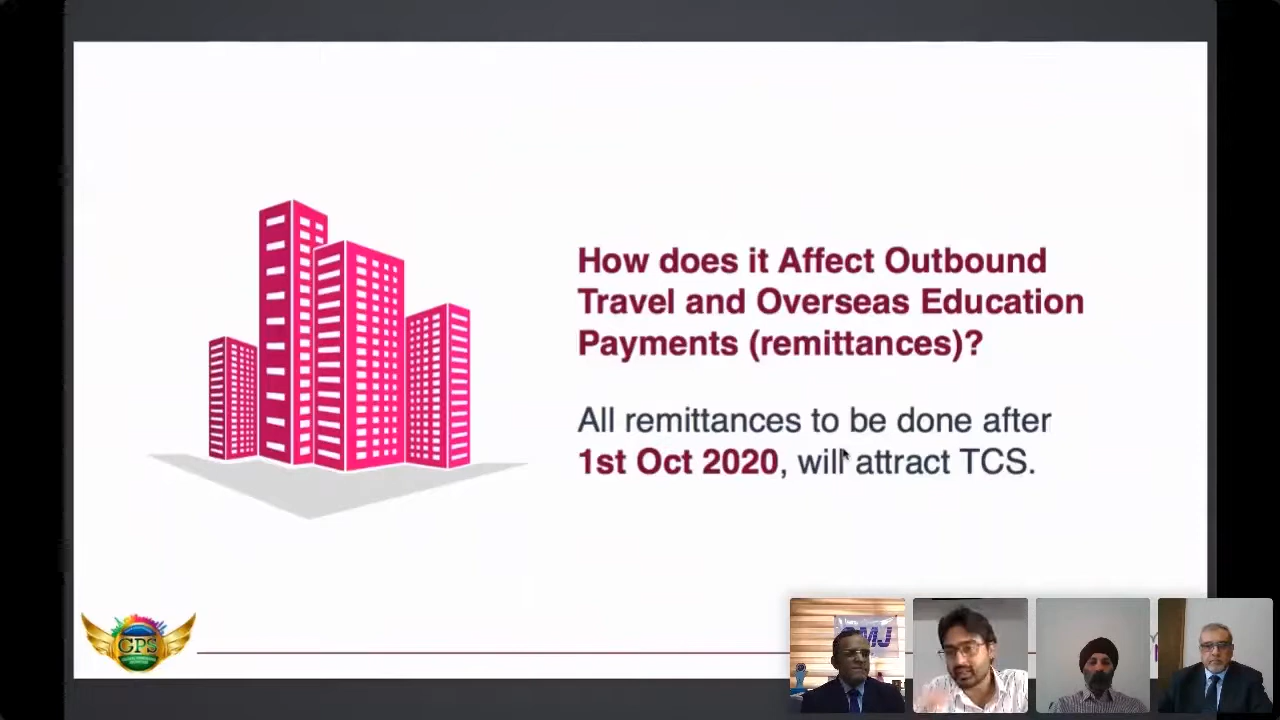 How does it Affect Outbound
Travel and Overseas Education
Payments (remittances)?
All remittances to be done after
1st Oct 2020, will attract TCS.
GPS